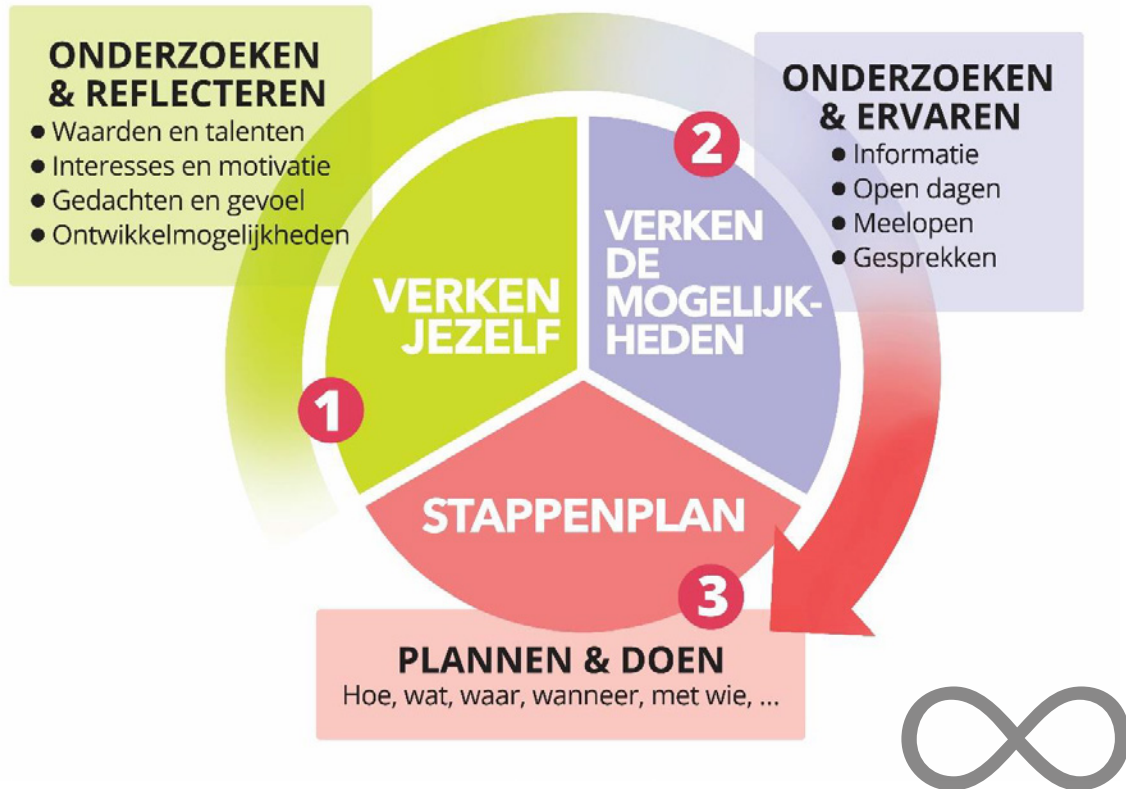 ONDERZOEKEN
& REFLECTEREN
● Waarden en talenten
● Interesses en motivatie
● Gedachten en gevoel
● Ontwikkelmogelijkheden
1
VERKEN
JEZELF
ONDERZOEKEN
& ERVAREN
● Informatie
● Open dagen
● Meelopen
● Gesprekken
2
VERKEN
DE
MOGELIJK-
HEDEN
STAPPENPLAN
3
PLANNEN & DOEN
Hoe, wat, waar, wanneer, met wie, ...